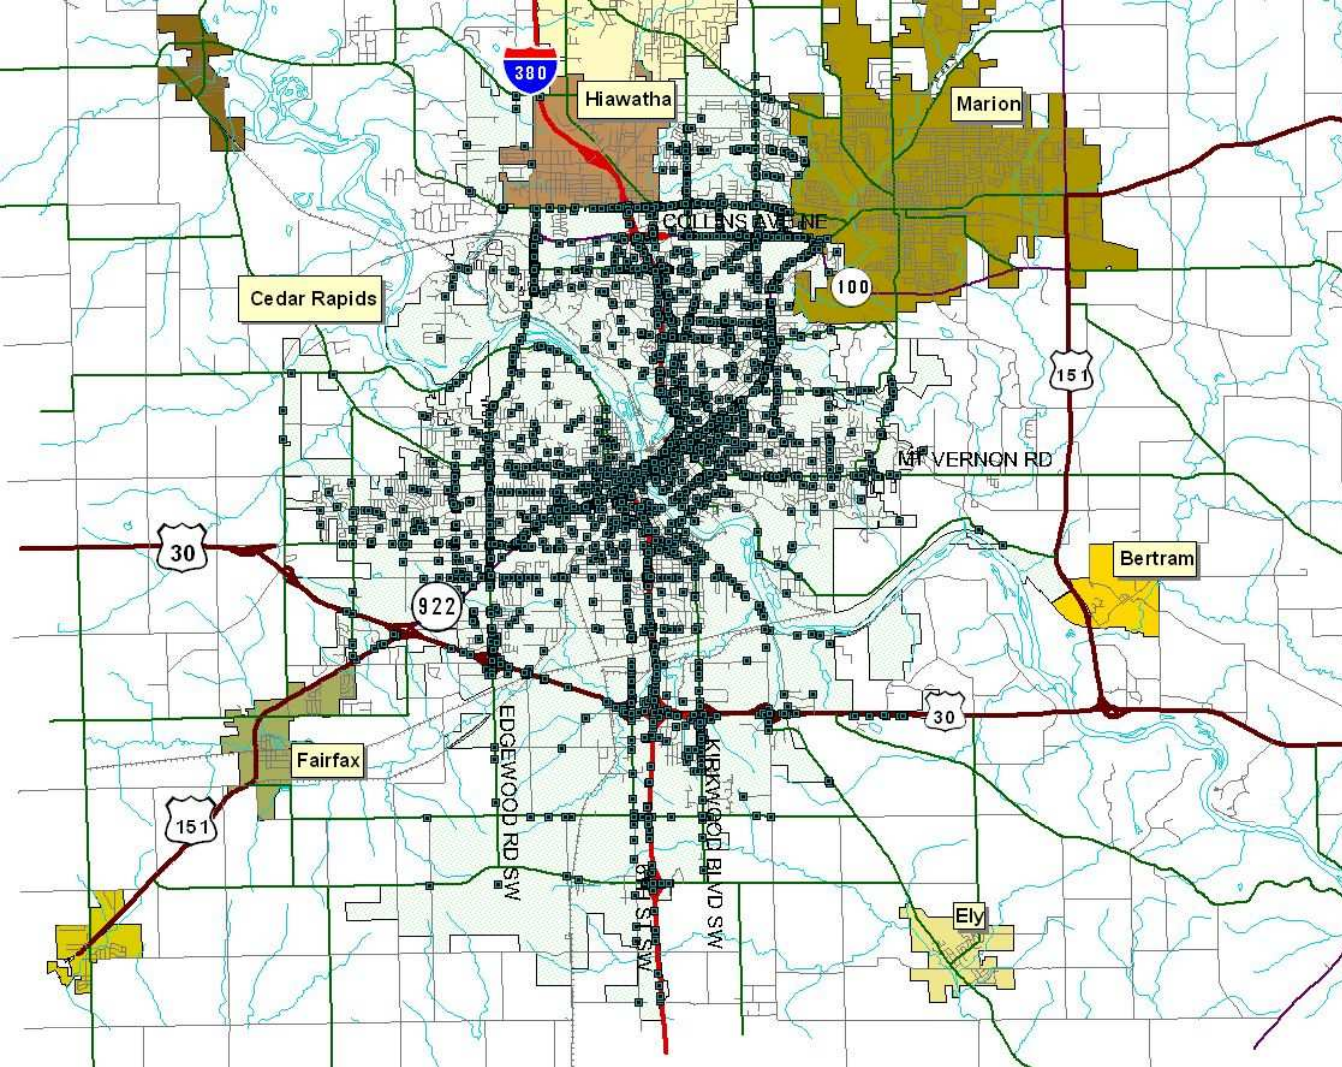 380
Hiawatha
Marion
COLLINS AVE NE
Cedar Rapids
100
151
MT VERNON RD
30
Bertram
922
30
Fairfax
EDGEWOOD RD SW
KIRKWOOD BLVD SW
151
6TH ST SW
Ely